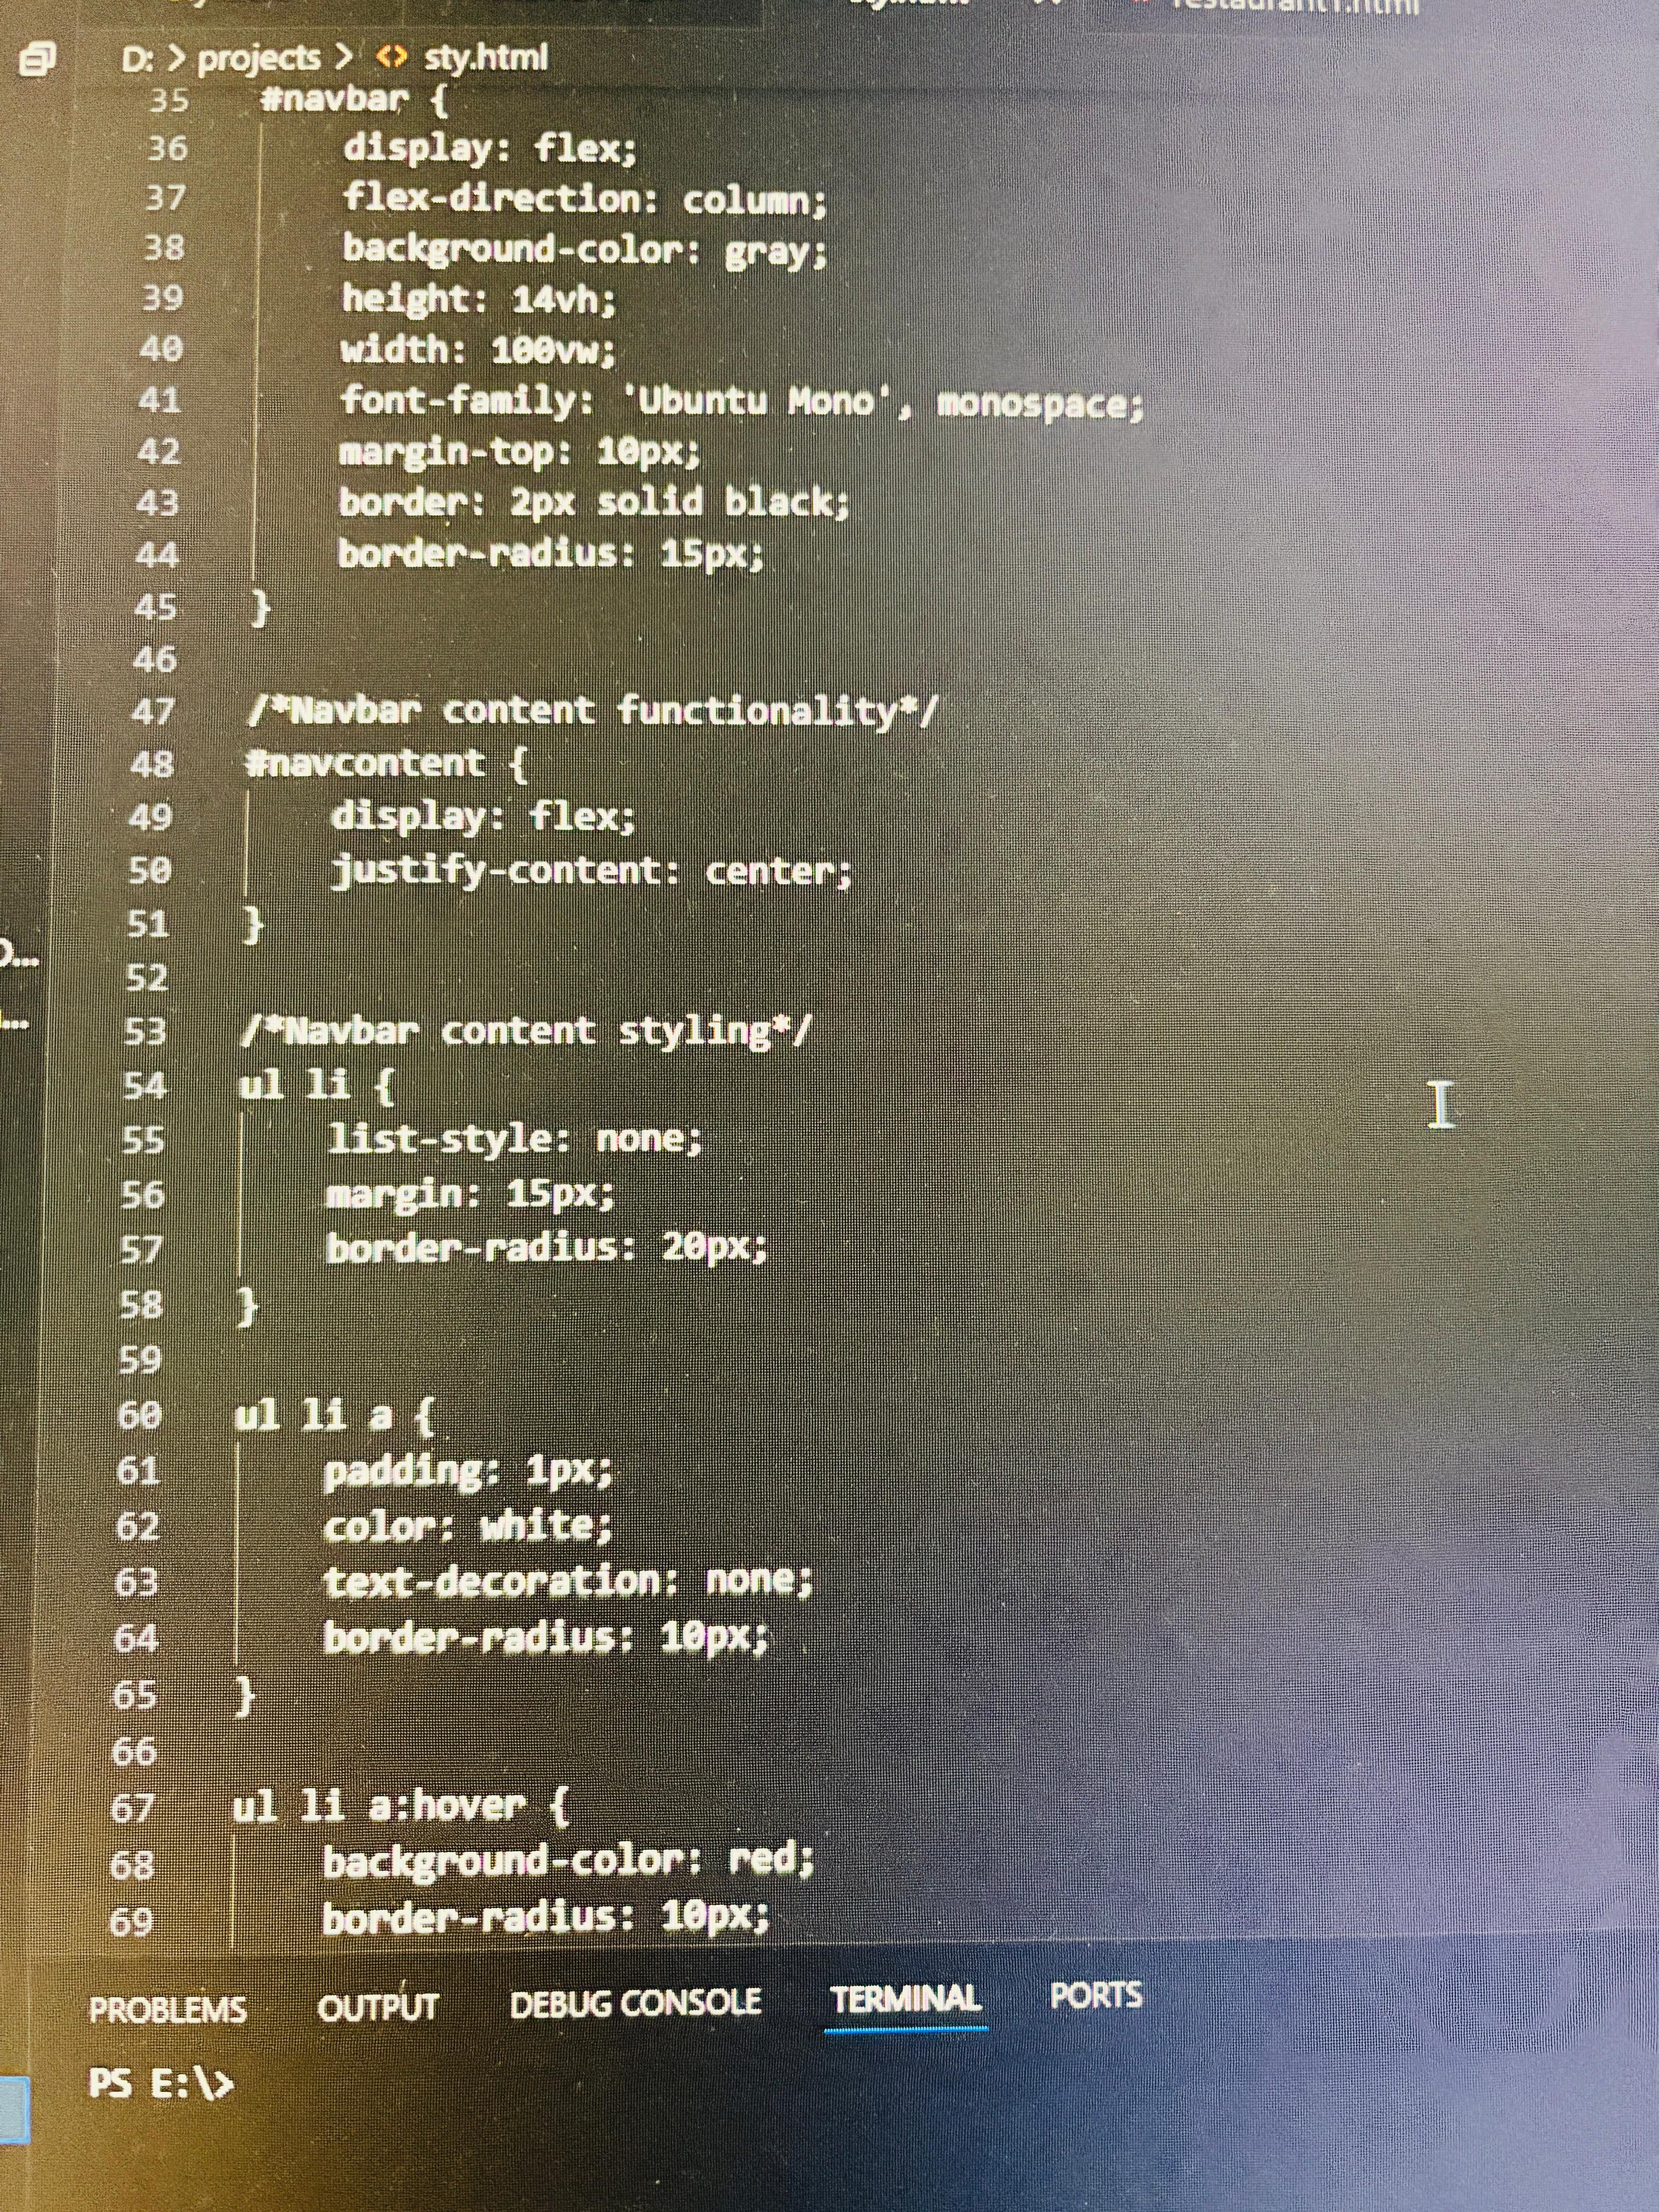 restaurant1.html
D: > projects > <> sty.html
35 #navbar {
36 display: flex;
37 flex-direction: column;
38 background-color: gray;
39 height: 14vh;
40 width: 100vw;
41 font-family: 'Ubuntu Mono', monospace;
42 margin-top: 10px;
43 border: 2px solid black;
44 border-radius: 15px;
45 }
46
47 /*Navbar content functionality*/
48 #navcontent {
49 display: flex;
50 justify-content: center;
51 }
52
53 /*Navbar content styling*/
54 ul li {
55 list-style: none;
56 margin: 15px;
57 border-radius: 20px;
58 }
59
60 ul li a {
61 padding: 1px;
62 color: white;
63 text-decoration: none;
64 border-radius: 10px;
65 }
66
67 ul li a:hover {
68 background-color: red;
69 border-radius: 10px;
PROBLEMS OUTPUT DEBUG CONSOLE TERMINAL PORTS
PS E:\>